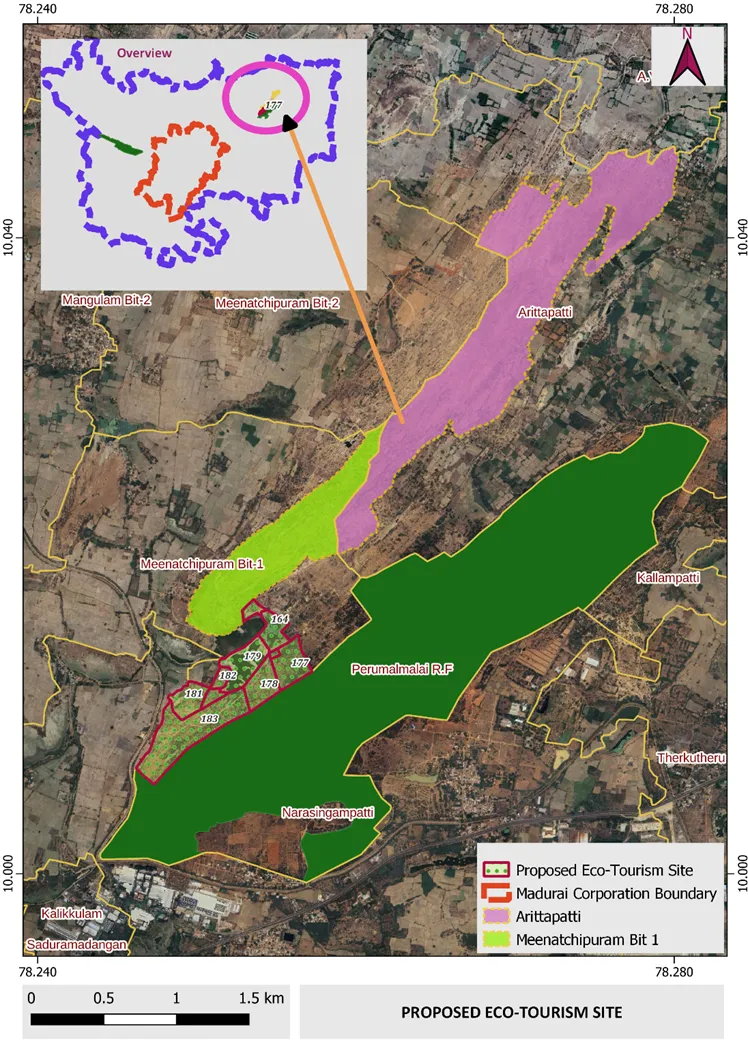 78.240
78.280
Overview
177
N
10.040
10.040
Mangulam Bit-2
Meenatchipuram Bit-2
Arittapatti
Meenatchipuram Bit-1
Kallampatti
164
179
177
182
178
181
183
Perumalmalai R.F
Therkutheru
Narasingampatti
10.000
10.000
Kalikkulam
Saduramadangan
Proposed Eco-Tourism Site
Madurai Corporation Boundary
Arittapatti
Meenatchipuram Bit 1
78.240
78.280
0 0.5 1 1.5 km
PROPOSED ECO-TOURISM SITE